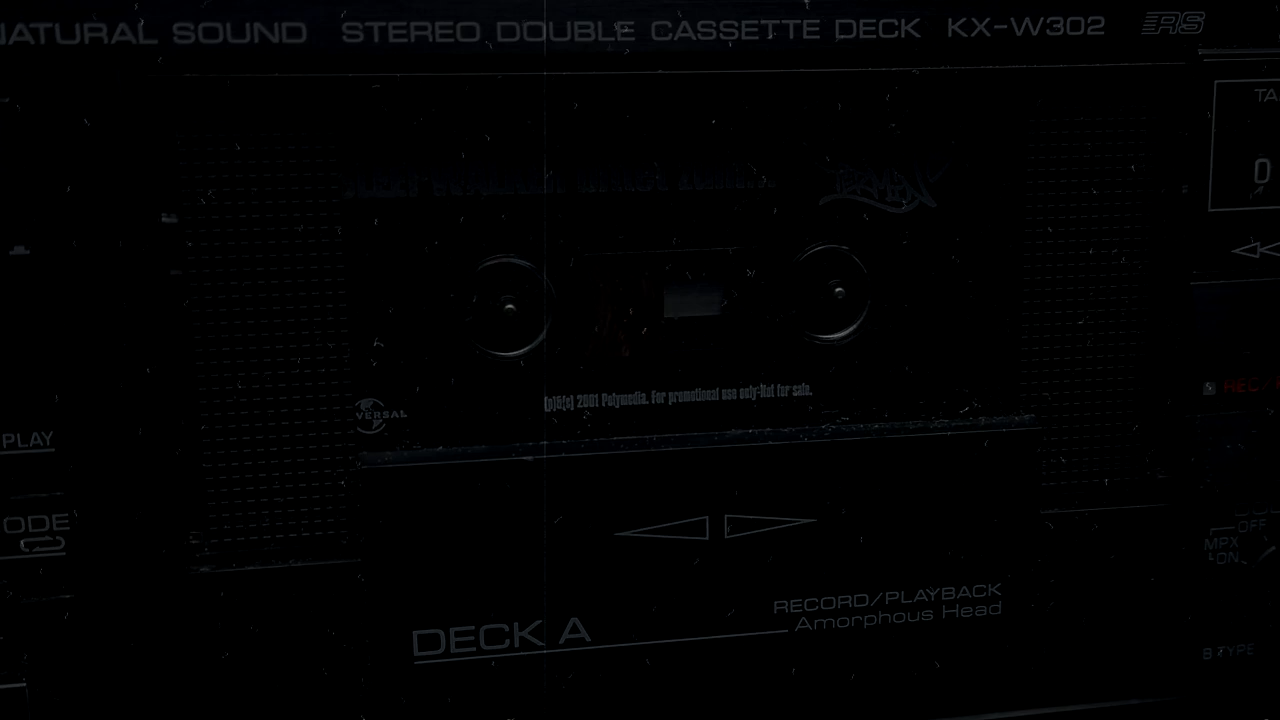 NATURAL SOUND STEREO DOUBLE CASSETTE DECK KX-W302 RS
TA
0
VERSAL
2001 Polymedia. For promotional use only-Not for sale.
REC/
PLAY
ODE
OFF
MPX
ON
RECORD/PLAYBACK
Amorphous Head
DECK A
B TYPE